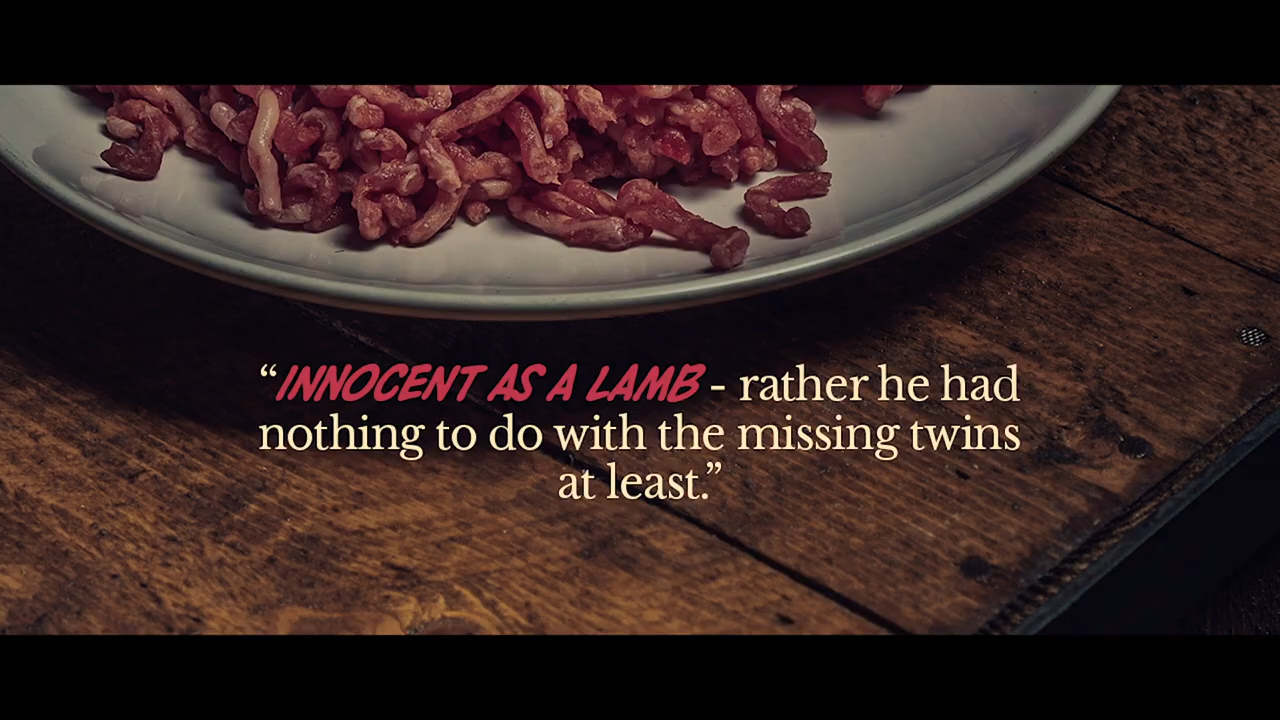 “INNOCENT AS A LAMB - rather he had
nothing to do with the missing twins
at least.”